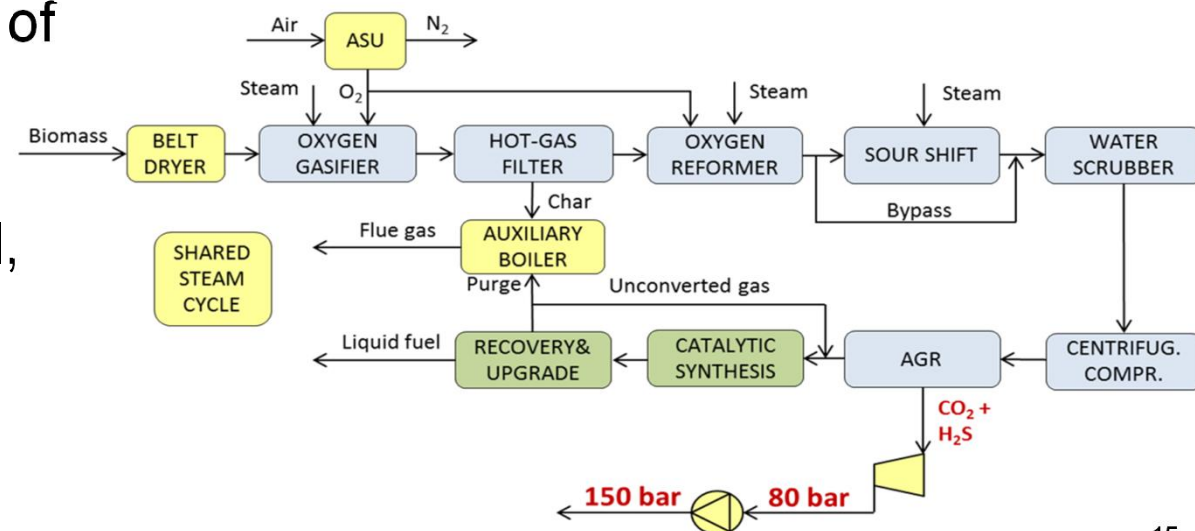 of
Air
N₂
ASU
Steam
O₂
Steam
Steam
Biomass
BELT
DRYER
OXYGEN
GASIFIER
HOT-GAS
FILTER
OXYGEN
REFORMER
SOUR SHIFT
WATER
SCRUBBER
Char
Bypass
Flue gas
AUXILIARY
BOILER
SHARED
STEAM
CYCLE
Purge
Unconverted gas
Liquid fuel
RECOVERY&
UPGRADE
CATALYTIC
SYNTHESIS
AGR
CENTRIFUG.
COMPR.
CO₂ +
H₂S
150 bar
80 bar